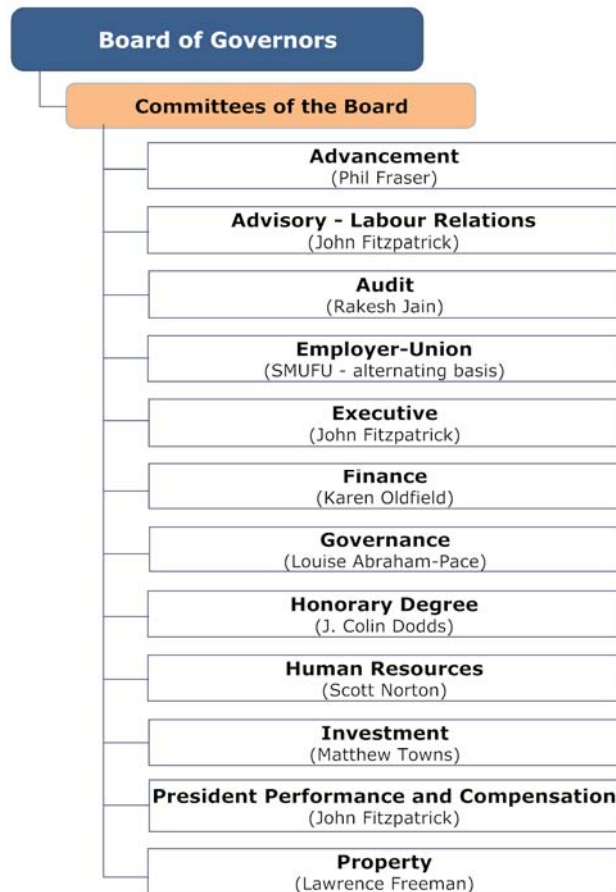 Board of Governors
Committees of the Board
Advancement
(Phil Fraser)
Advisory - Labour Relations
(John Fitzpatrick)
Audit
(Rakesh Jain)
Employer-Union
(SMUFU - alternating basis)
Executive
(John Fitzpatrick)
Finance
(Karen Oldfield)
Governance
(Louise Abraham-Pace)
Honorary Degree
(J. Colin Dodds)
Human Resources
(Scott Norton)
Investment
(Matthew Towns)
President Performance and Compensation
(John Fitzpatrick)
Property
(Lawrence Freeman)